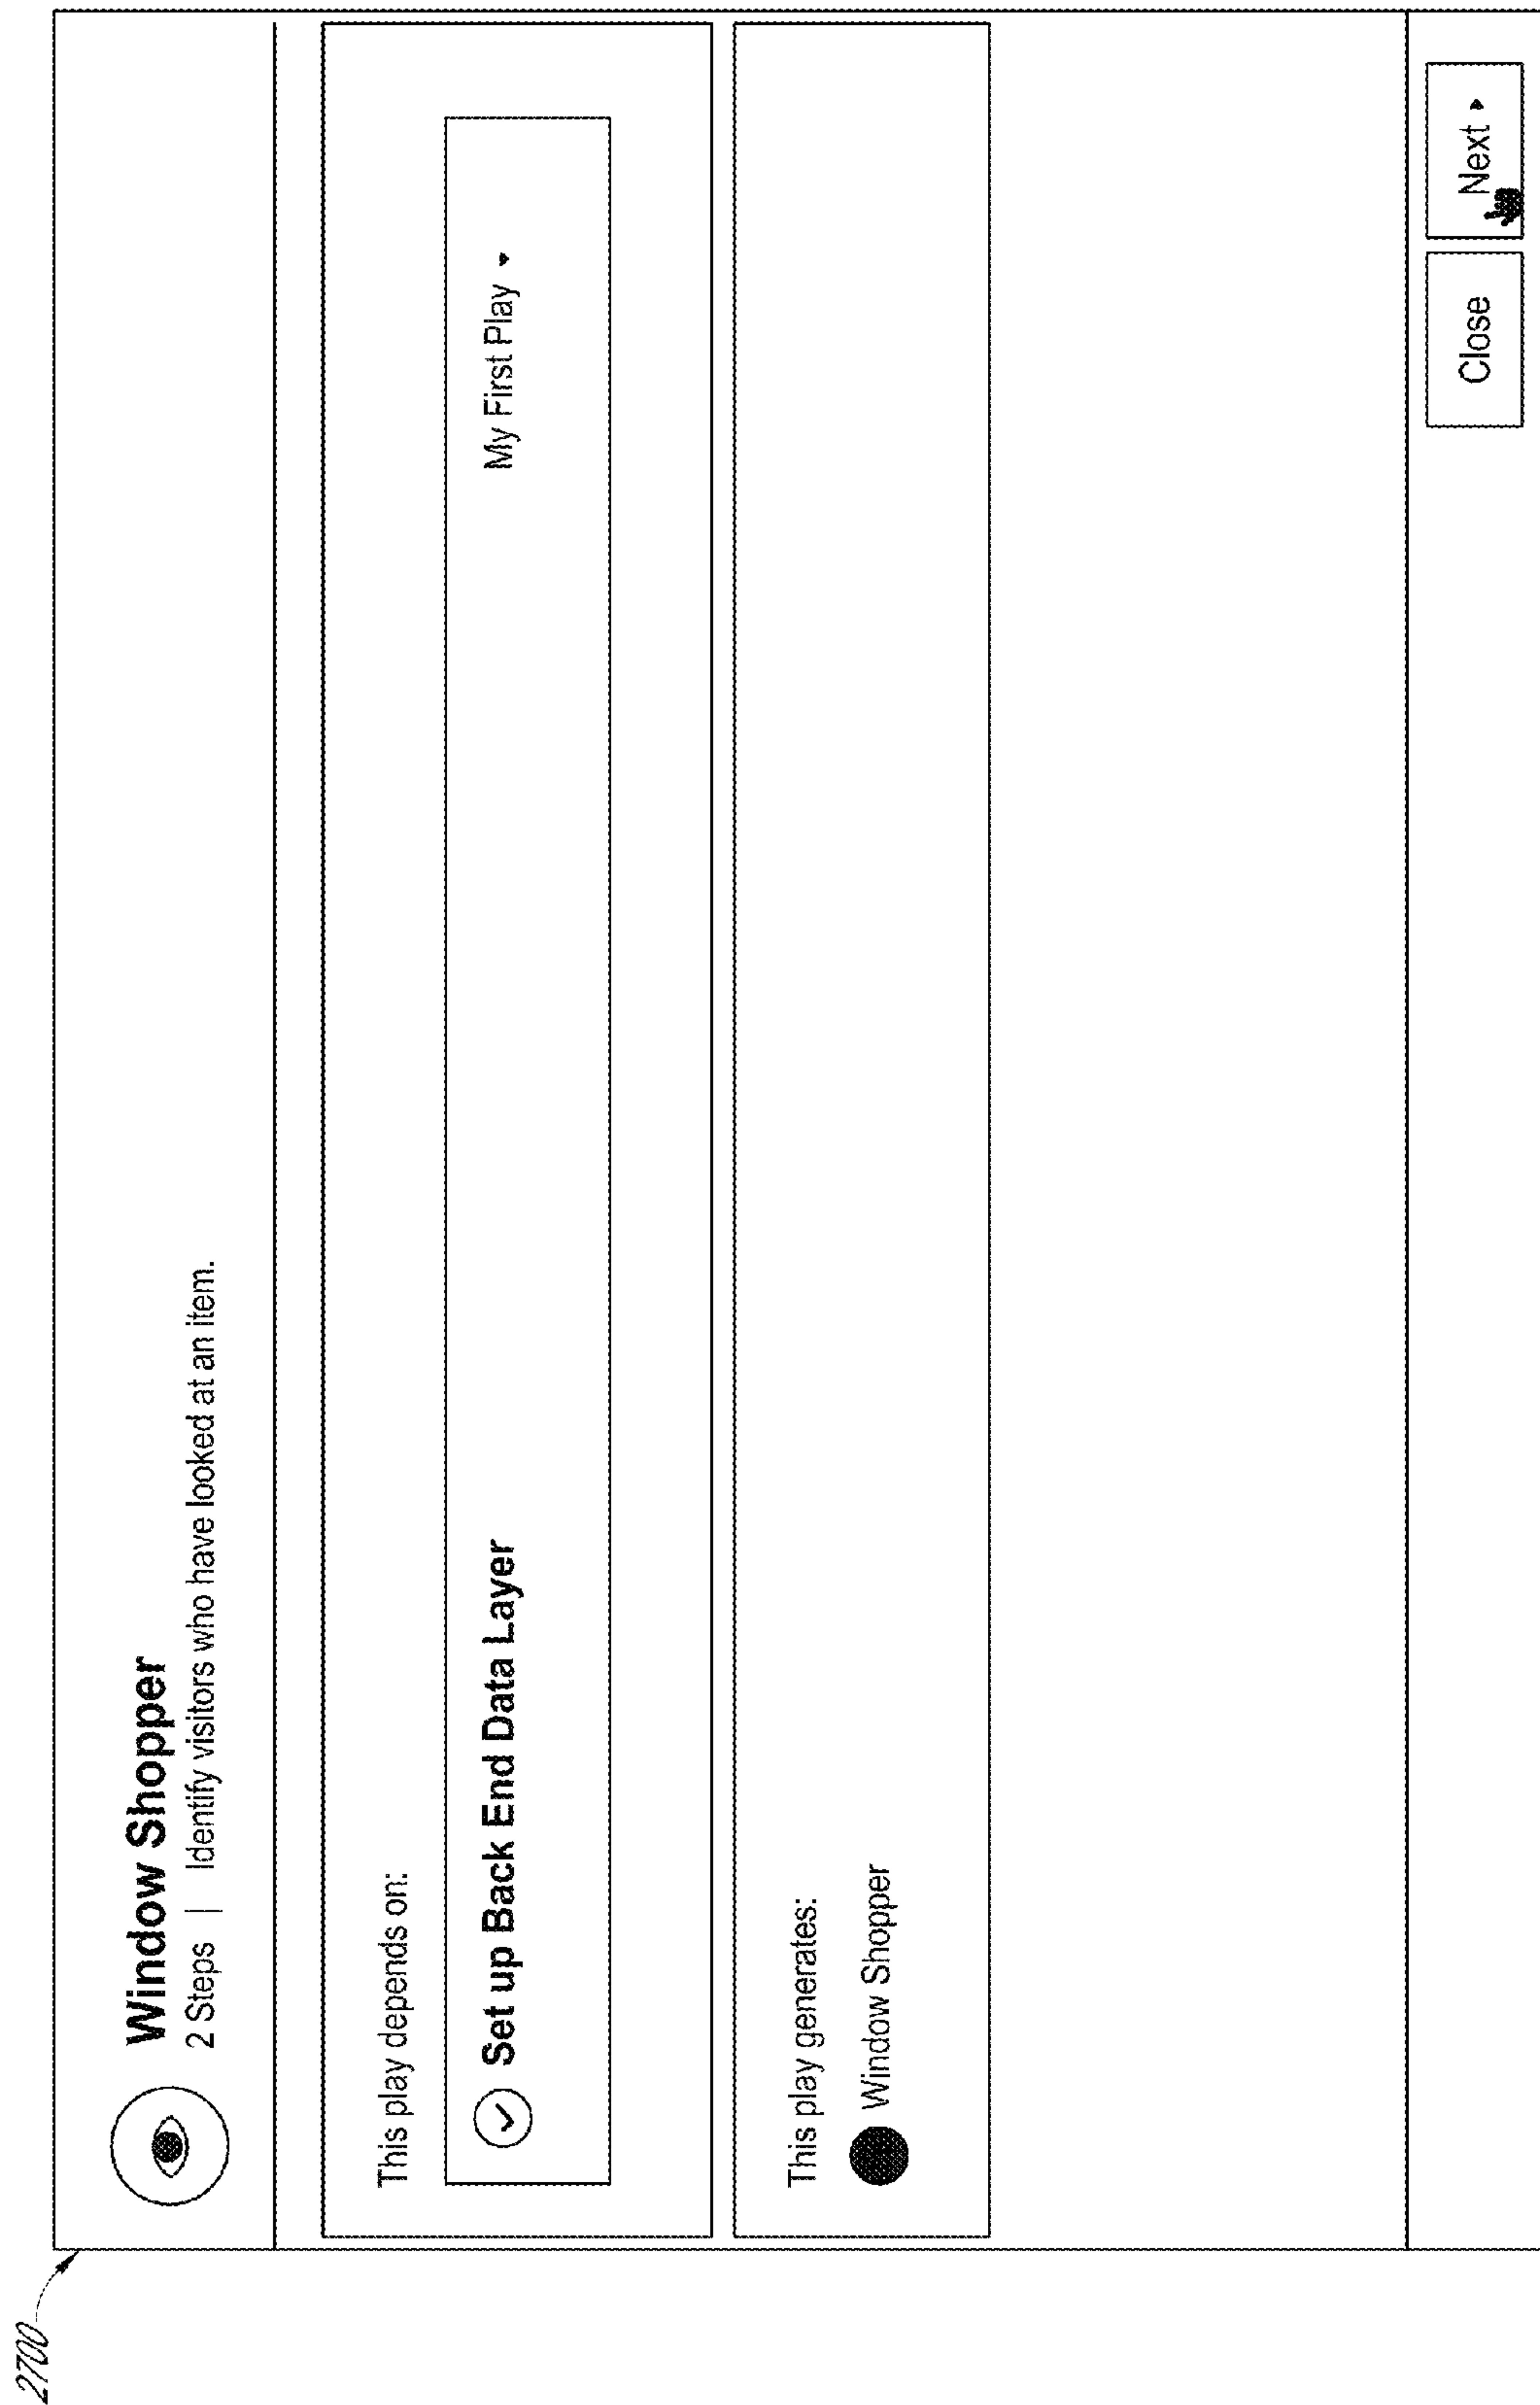 2700
Window Shopper
2 Steps | Identify visitors who have looked at an item.
This play depends on:
Set up Back End Data Layer
My First Play
This play generates:
Window Shopper
Close
Next